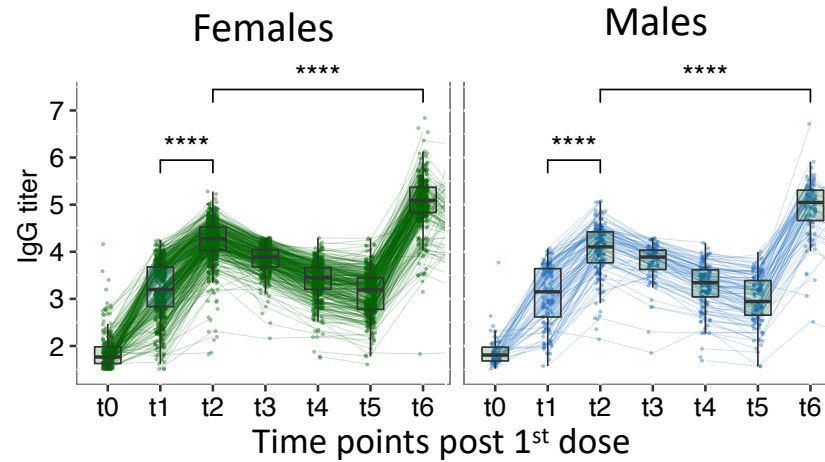 Females Males
**** ****
**** ****
IgG titer
7
6
5
4
3
2
t0 t1 t2 t3 t4 t5 t6 t0 t1 t2 t3 t4 t5 t6
Time points post 1st dose